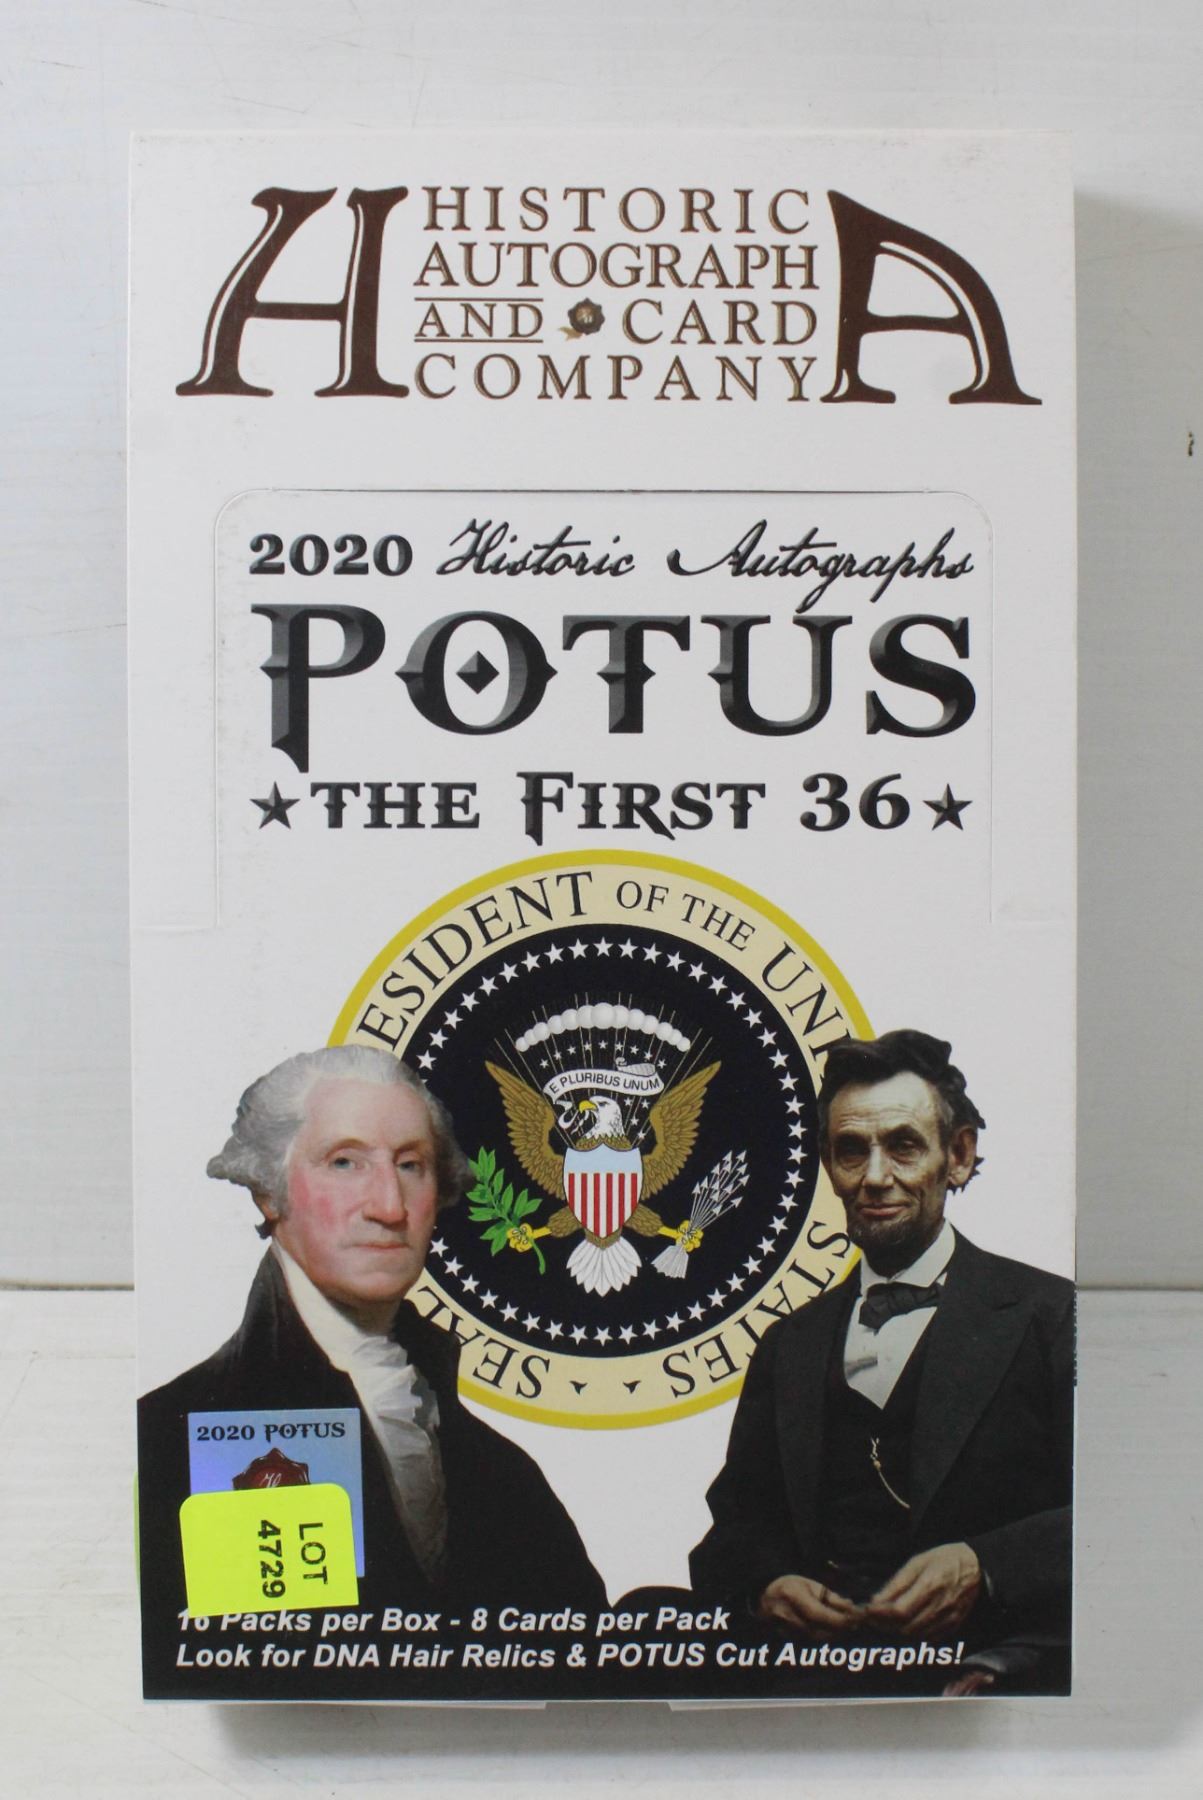 H HISTORIC A
AUTOGRAPH
AND CARD
COMPANY
2020 Historic Autographs
POTUS
THE FIRST 36
ESIDENT OF THE UNI
STATES
SEAL
E PLURIBUS UNUM
2020 POTUS
LOT
4729
16 Packs per Box - 8 Cards per Pack
Look for DNA Hair Relics & POTUS Cut Autographs!